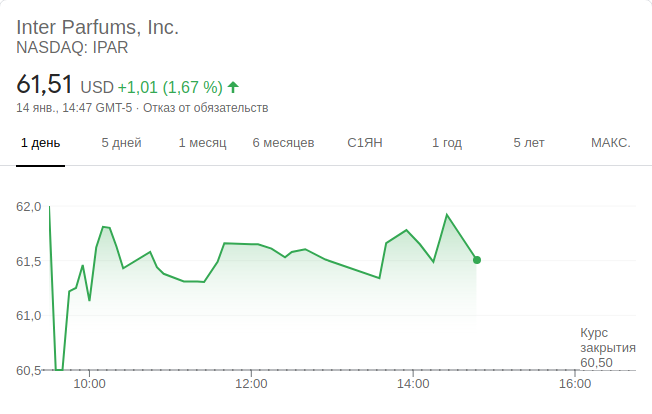 Inter Parfums, Inc.
NASDAQ: IPAR
61,51 USD +1,01 (1,67 %)
14 янв., 14:47 GMT-5 · Отказ от обязательств
1 день 5 дней 1 месяц 6 месяцев С1ЯН 1 год 5 лет МАКС.
62,0
61,5
61,0
Курс
закрытия
60,50
60,5
10:00 12:00 14:00 16:00